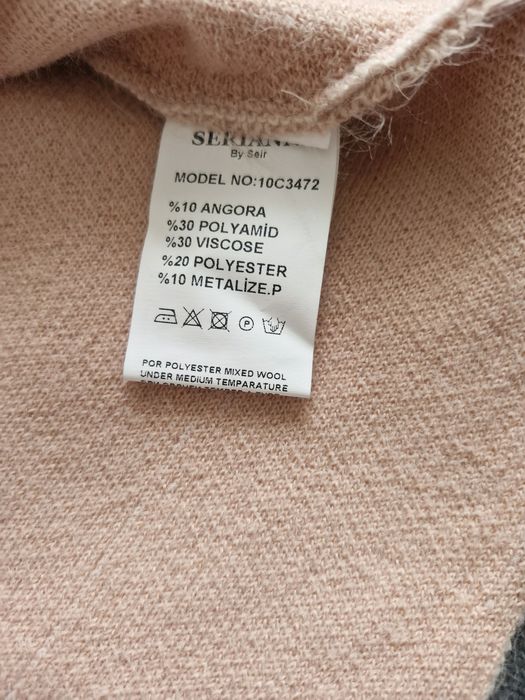 By Seir
MODEL NO:10C3472
%10 ANGORA
%30 POLYAMİD
%30 VISCOSE
%20 POLYESTER
%10 METALİZE.P
P
POR POLYESTER MIXED WOOL
UNDER MEDIUM TEMPARATURE